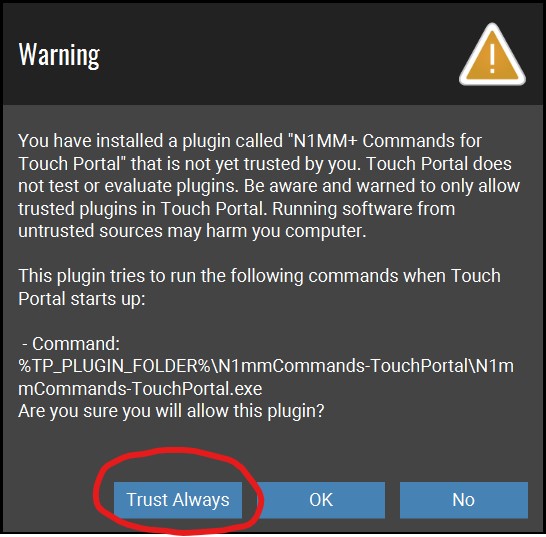 Warning
You have installed a plugin called "N1MM+ Commands for
Touch Portal" that is not yet trusted by you. Touch Portal does
not test or evaluate plugins. Be aware and warned to only allow
trusted plugins in Touch Portal. Running software from
untrusted sources may harm you computer.
This plugin tries to run the following commands when Touch
Portal starts up:
- Command:
%TP_PLUGIN_FOLDER%\N1mmCommands-TouchPortal\N1m
mCommands-TouchPortal.exe
Are you sure you will allow this plugin?
Trust Always OK No